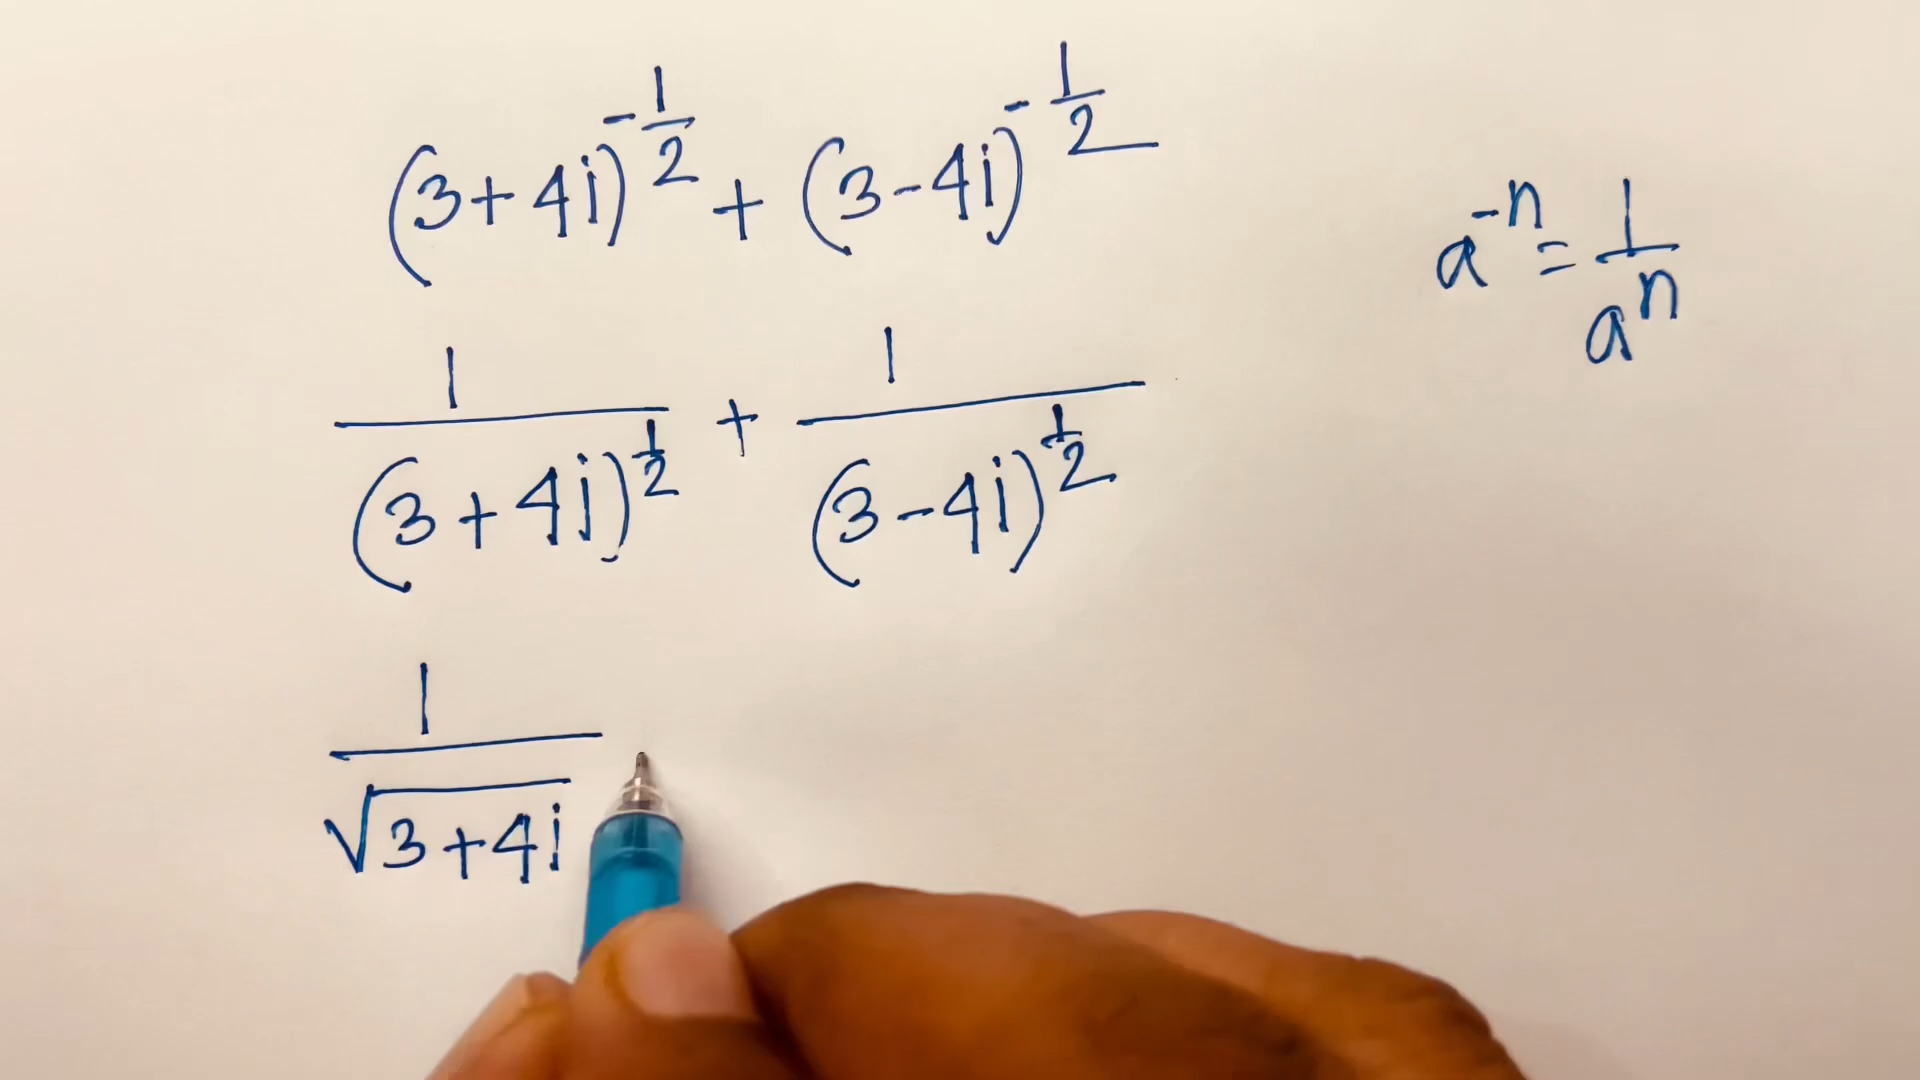 (3+4i)^{-1/2} + (3-4i)^{-1/2}
a^{-n} = 1/a^n
1/(3+4i)^{1/2} + 1/(3-4i)^{1/2}
1/√(3+4i)